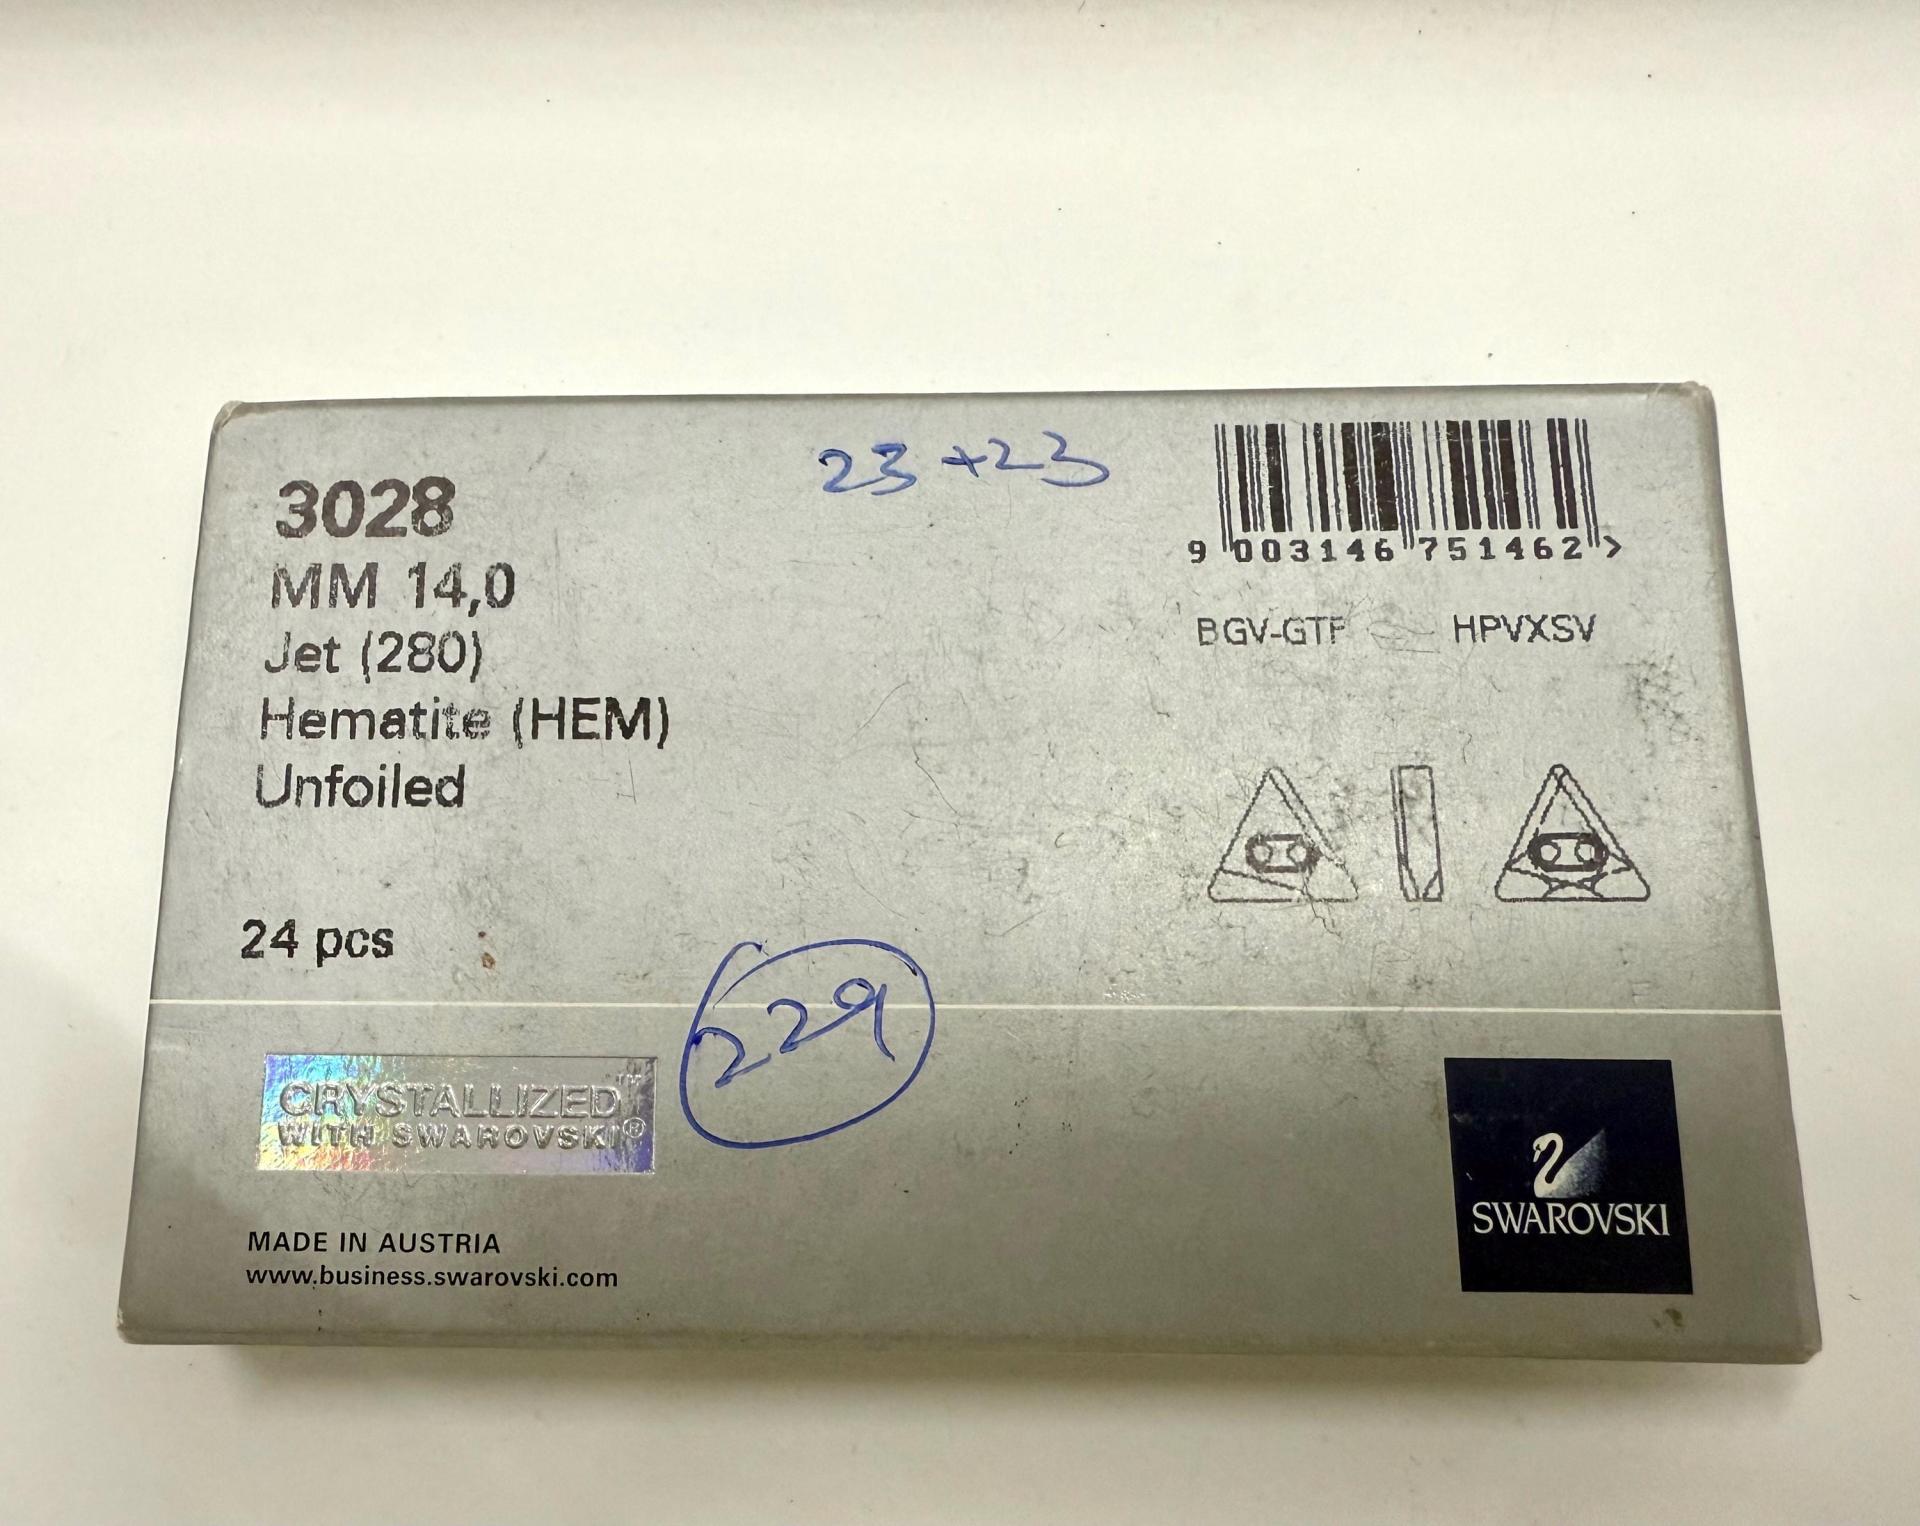 3028
MM 14,0
Jet (280)
Hematite (HEM)
Unfoiled
24 pcs
23 +23
9 003146 751462 >
BGV-GTF HPVXSV
229
CRYSTALLIZED™
WITH SWAROVSKI®
MADE IN AUSTRIA
www.business.swarovski.com
SWAROVSKI